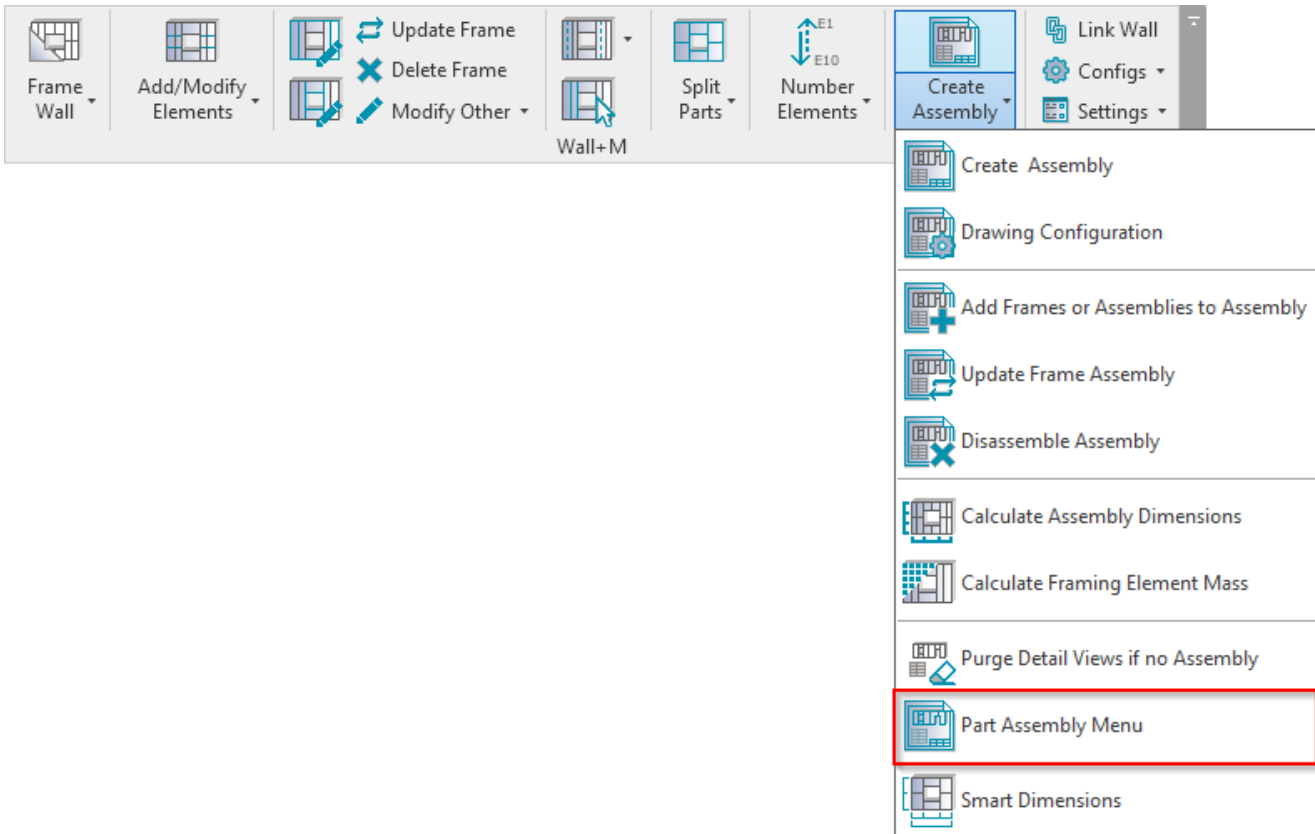 Frame
Wall
Add/Modify
Elements
Update Frame
Delete Frame
Modify Other
Split
Parts
E1
E10
Number
Elements
Create
Assembly
Link Wall
Configs
Settings
Wall+M
Create Assembly
Drawing Configuration
Add Frames or Assemblies to Assembly
Update Frame Assembly
Disassemble Assembly
Calculate Assembly Dimensions
Calculate Framing Element Mass
Purge Detail Views if no Assembly
Part Assembly Menu
Smart Dimensions